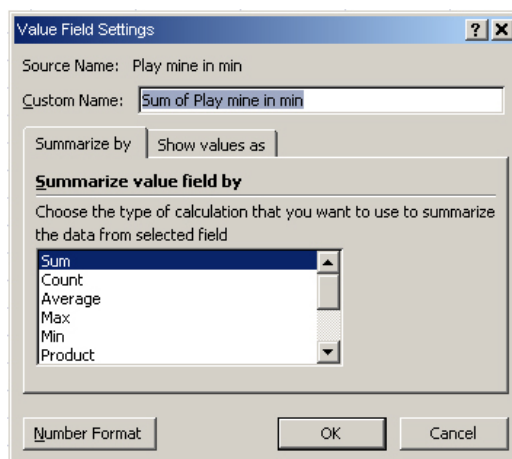 Value Field Settings
Source Name: Play mine in min
Custom Name: Sum of Play mine in min
Summarize by Show values as
Summarize value field by
Choose the type of calculation that you want to use to summarize
the data from selected field
Sum
Count
Average
Max
Min
Product
Number Format OK Cancel